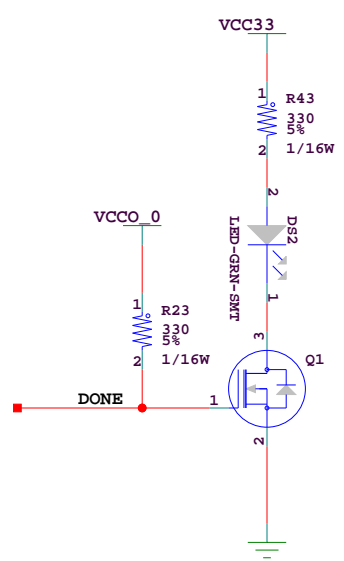 VCC33
1
R43
330
5%
2
1/16W
2
DS2
LED-GRN-SMT
1
VCCO_0
1
R23
330
5%
2
1/16W
3
Q1
DONE
1
2